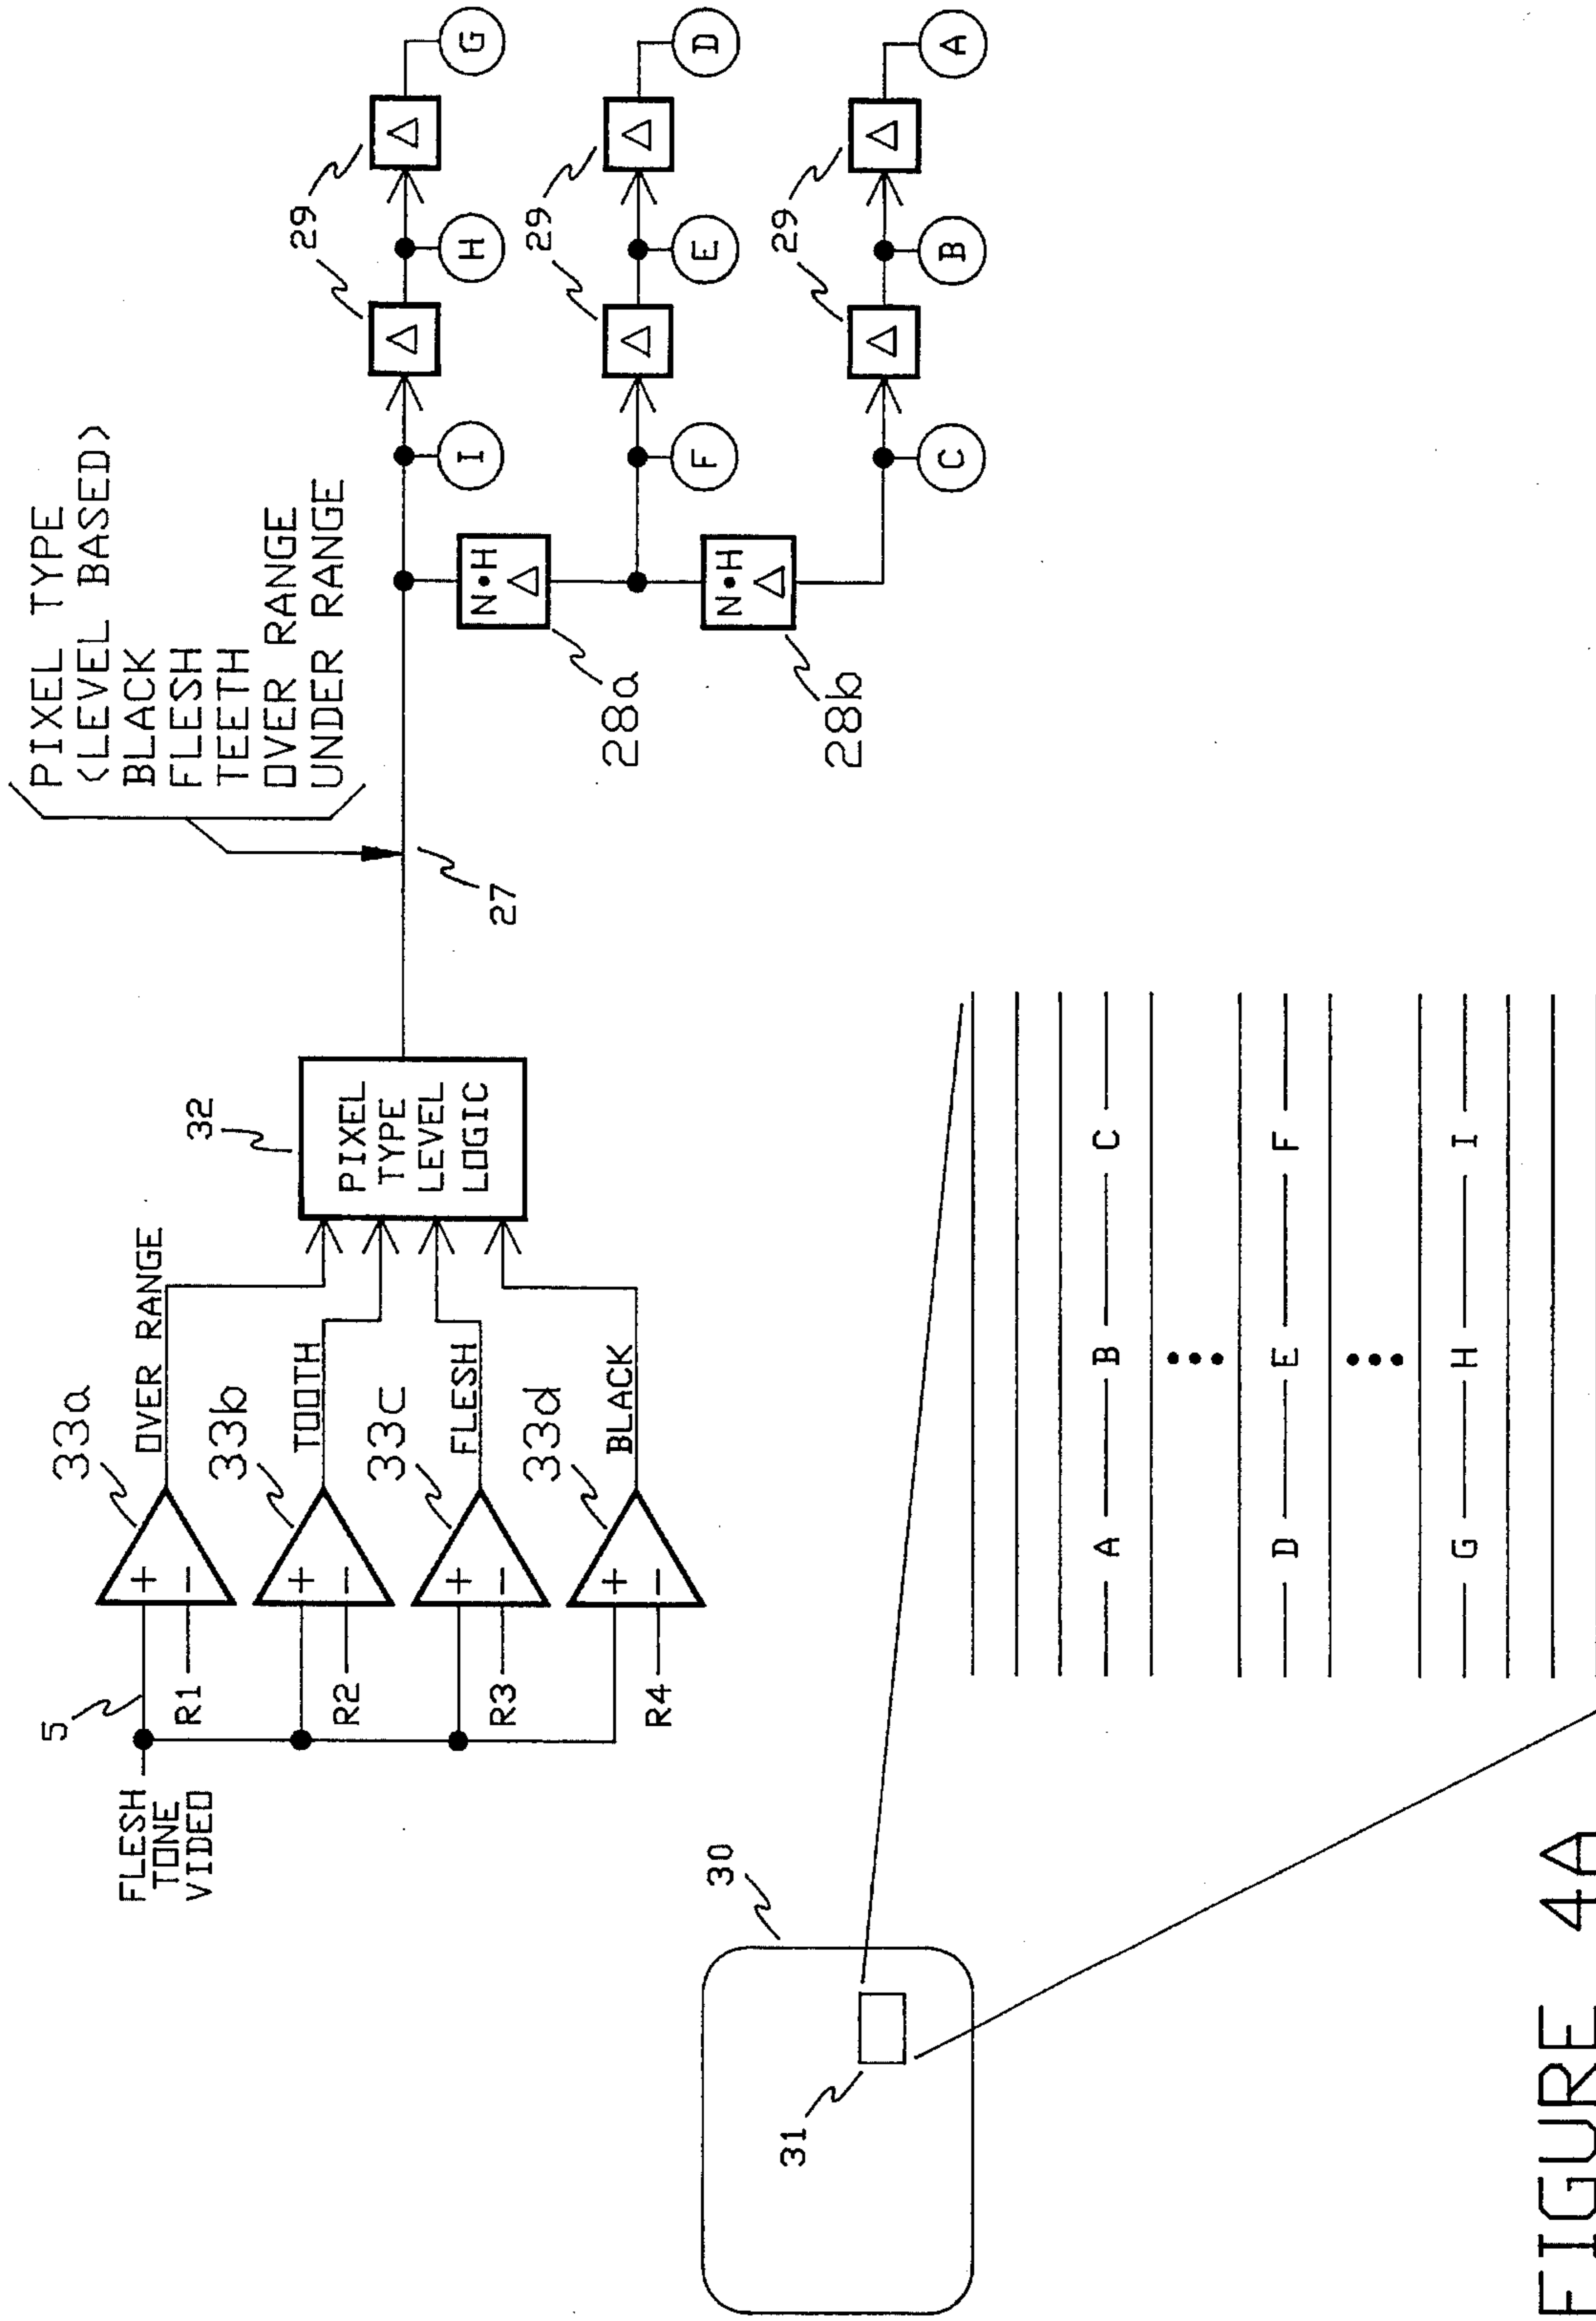 PIXEL TYPE
(LEVEL BASED)
BLACK
FLESH
TEETH
OVER RANGE
UNDER RANGE
FLESH
TONE
VIDEO
5
R1
R2
R3
R4
+
−
+
−
+
−
+
−
33a
33b
33c
33d
OVER RANGE
TOOTH
FLESH
BLACK
32
PIXEL
TYPE
LEVEL
LOGIC
27
N•H
Δ
28a
N•H
Δ
28b
I
Δ
H
29
Δ
G
F
Δ
E
29
Δ
D
C
Δ
B
29
Δ
A
30
31
A B C
D E F
G H I
FIGURE 4A